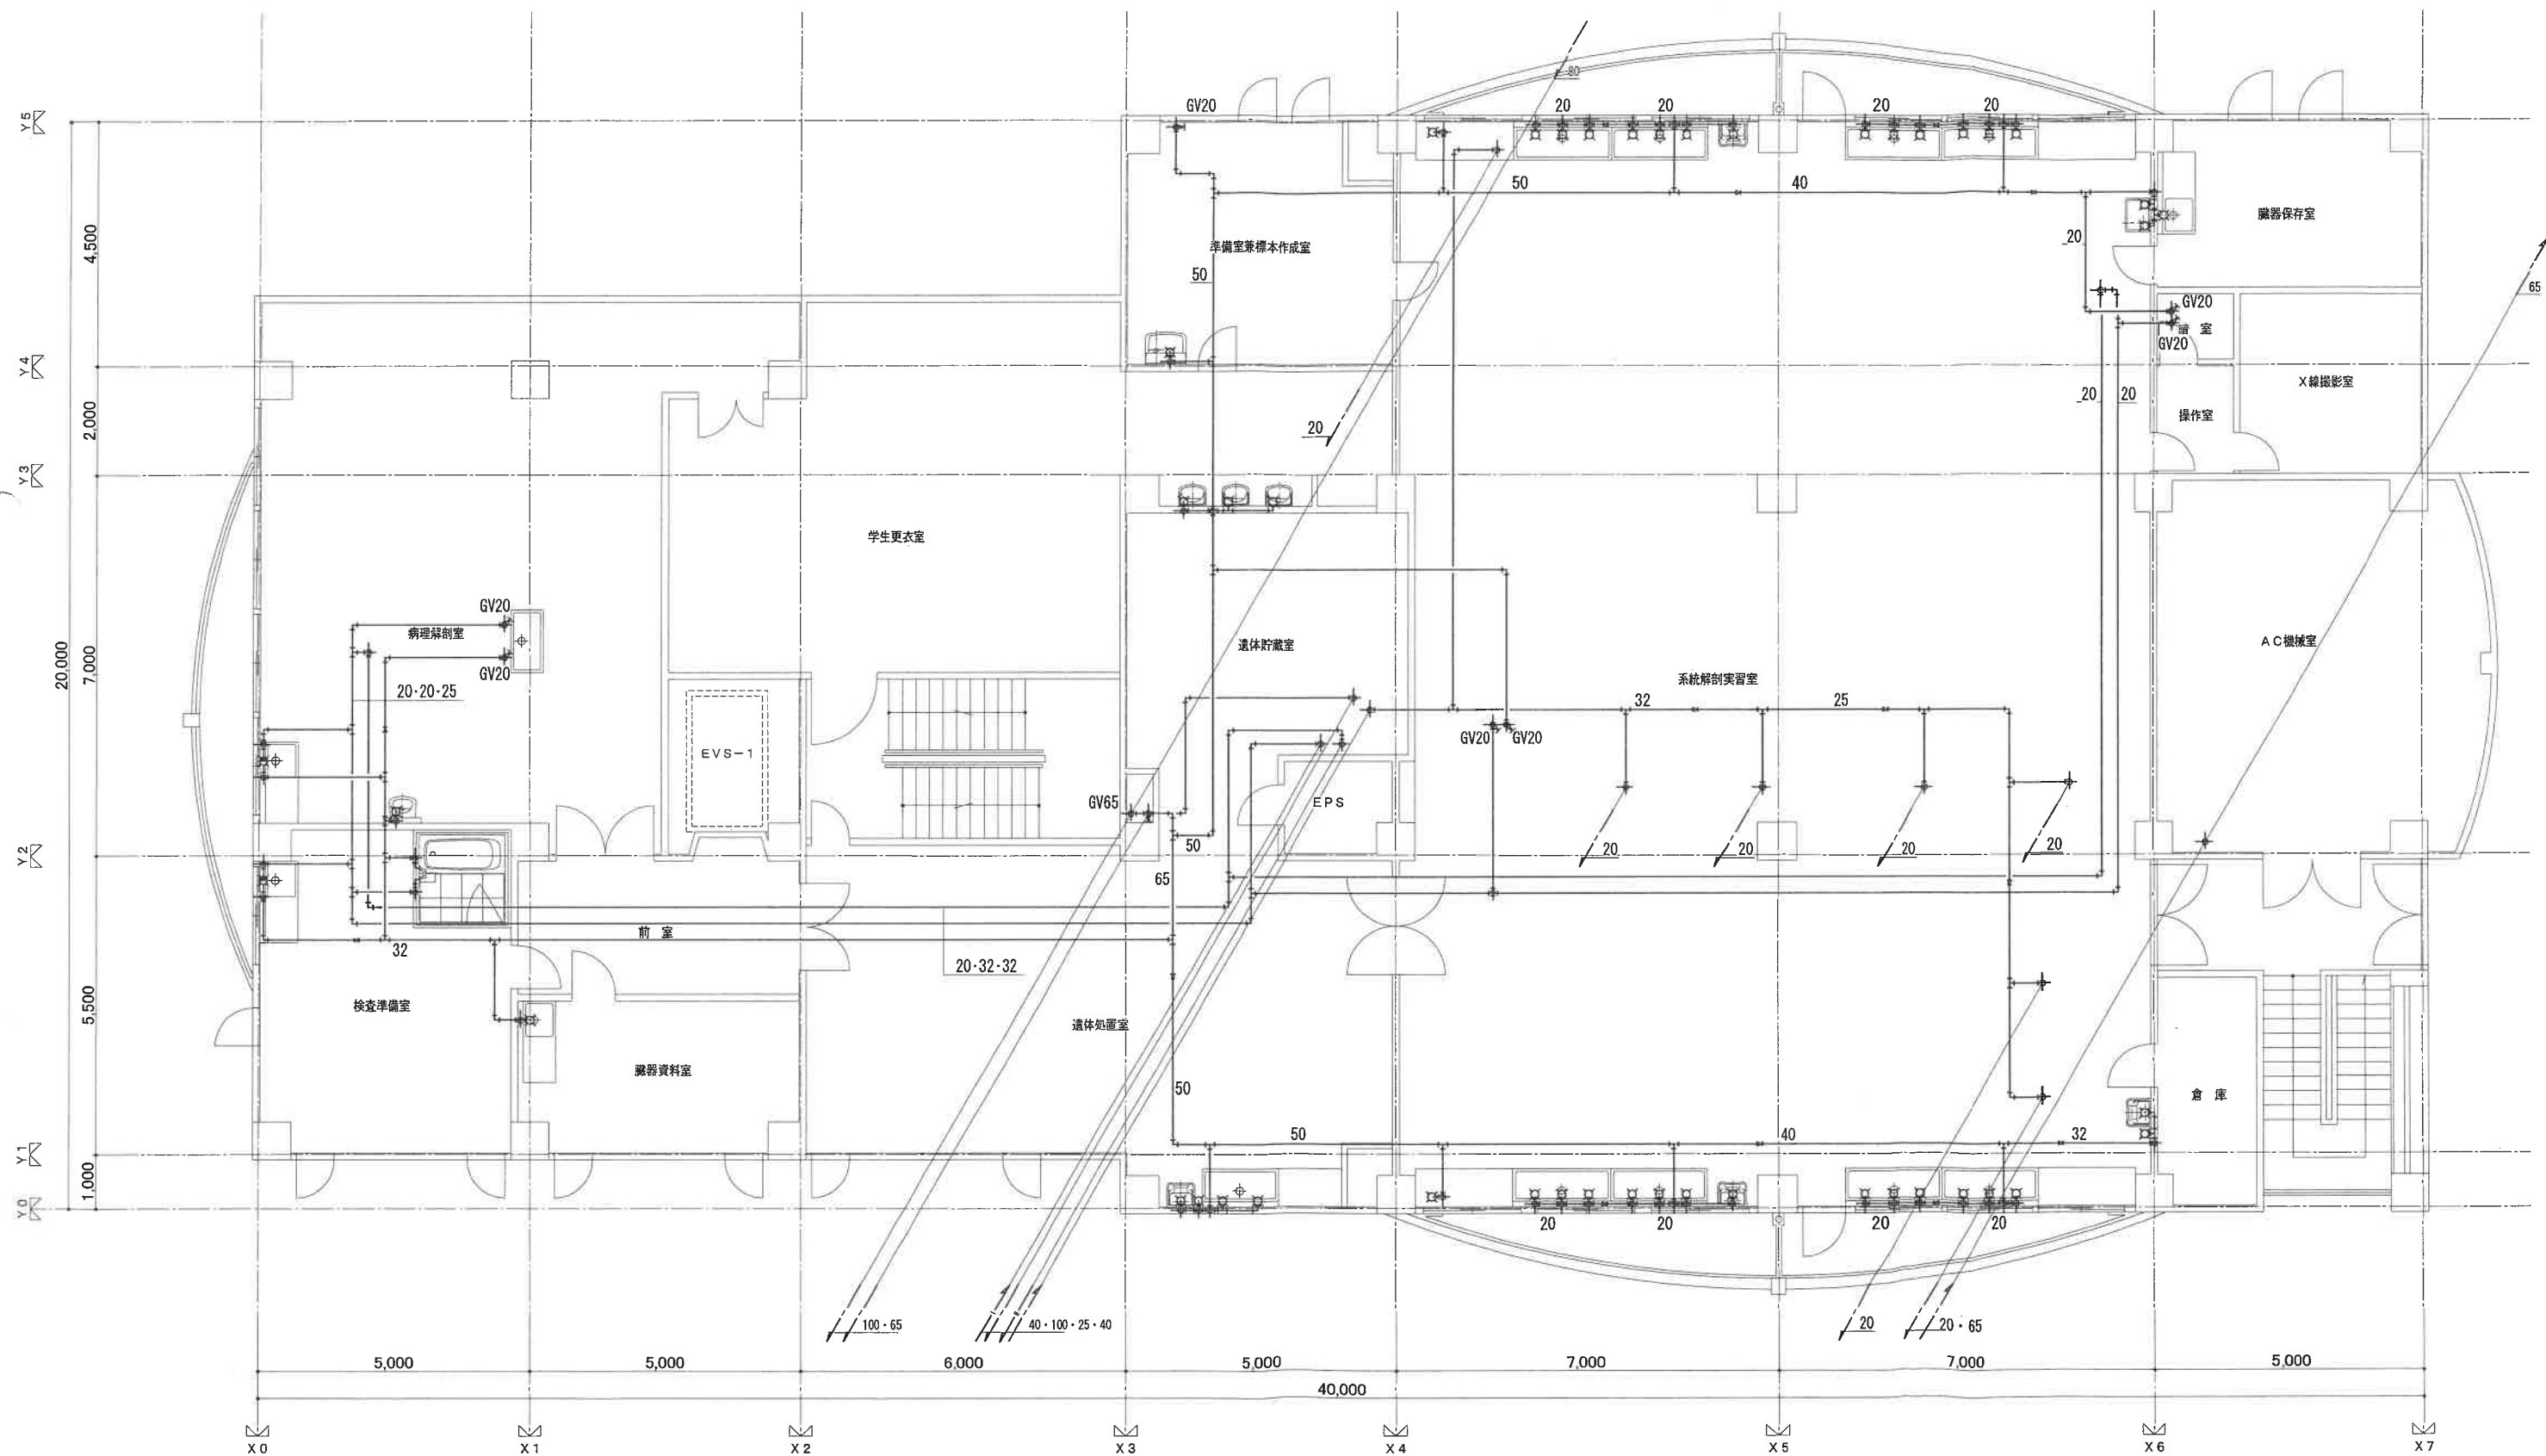 80
GV20
20
20
20
20
Y5
50
40
臓器保存室
20
準備室兼標本作成室
4,500
50
65
GV20
暗 室
GV20
Y4
X線撮影室
20
20
操作室
2,000
20
Y3
学生更衣室
GV20
病理解剖室
遺体貯蔵室
AC機械室
20,000
7,000
GV20
系統解剖実習室
20・20・25
32
25
GV20
GV20
EVS-1
GV65
EPS
50
20
20
20
20
Y2
65
前 室
32
20・32・32
検査準備室
5,500
遺体処置室
臓器資料室
50
倉 庫
50
40
32
Y1
1,000
Y0
20
20
20
20
100・65
40・100・25・40
20
20・65
5,000
5,000
6,000
5,000
7,000
7,000
5,000
40,000
X0
X1
X2
X3
X4
X5
X6
X7